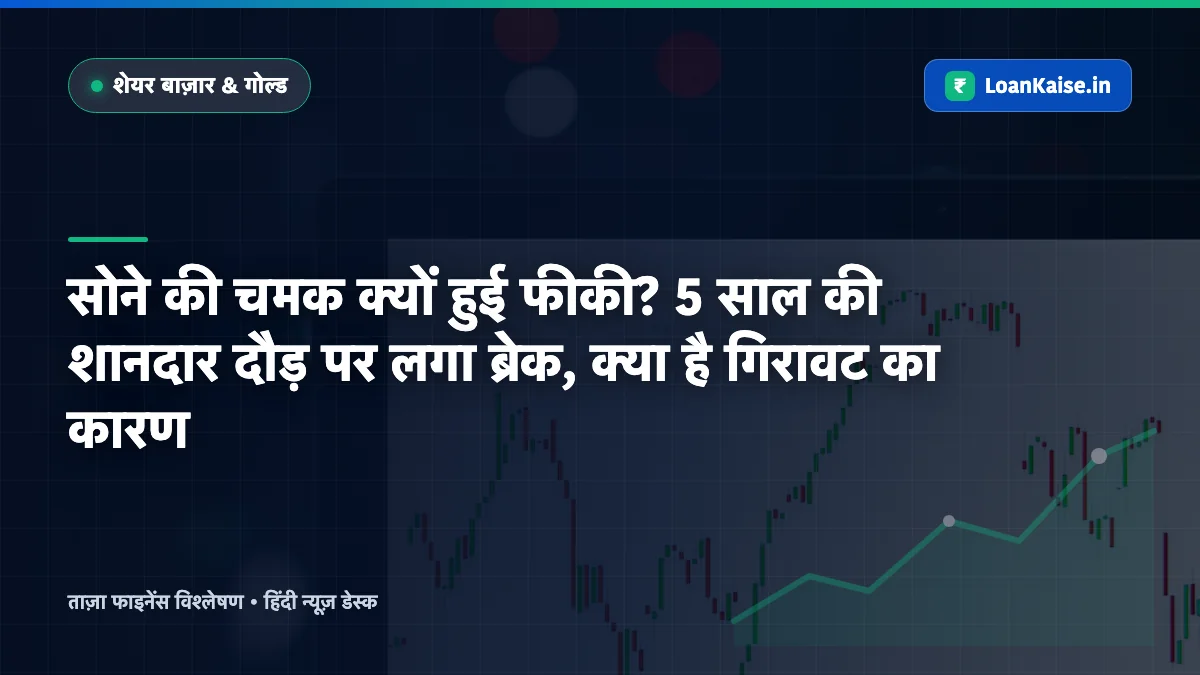 शेयर बाज़ार & गोल्ड
₹ LoanKaise.in
सोने की चमक क्यों हुई फीकी? 5 साल की
शानदार दौड़ पर लगा ब्रेक, क्या है गिरावट का
कारण
ताज़ा फाइनेंस विश्लेषण • हिंदी न्यूज़ डेस्क